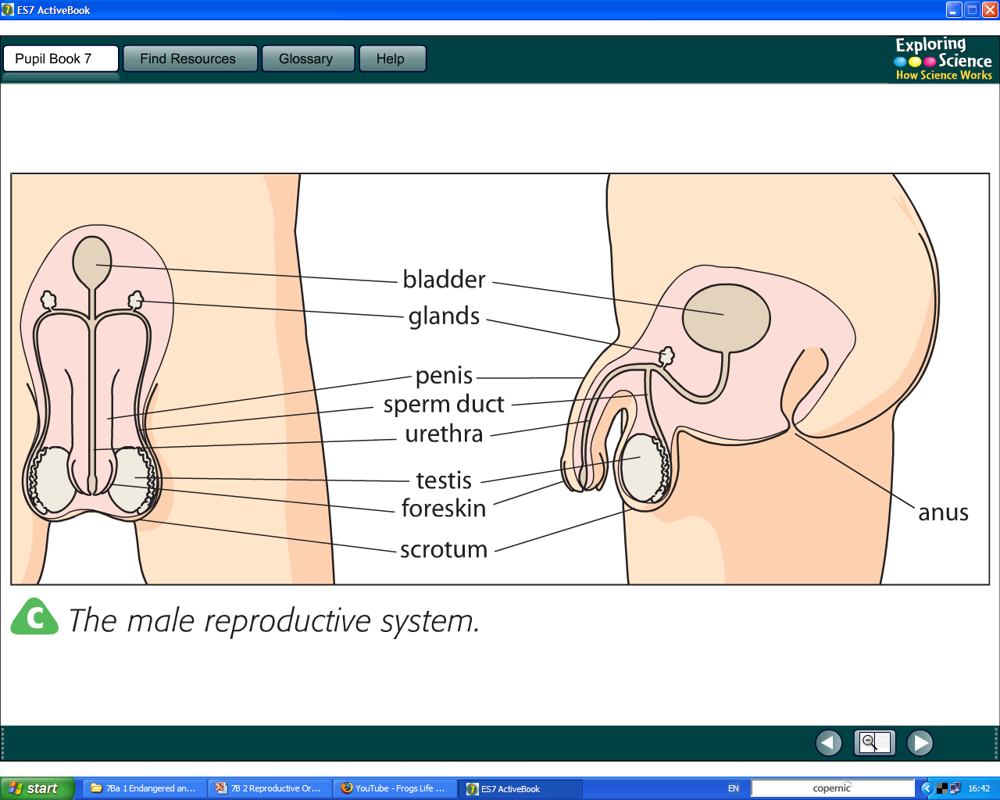 ES7 ActiveBook
Pupil Book 7
Find Resources
Glossary
Help
Exploring
Science
How Science Works
bladder
glands
penis
sperm duct
urethra
testis
foreskin
scrotum
anus
C The male reproductive system.
start
7Ba 1 Endangered an...
7B 2 Reproductive Or...
YouTube - Frogs Life ...
7 ES7 ActiveBook
EN
copernic
16:42